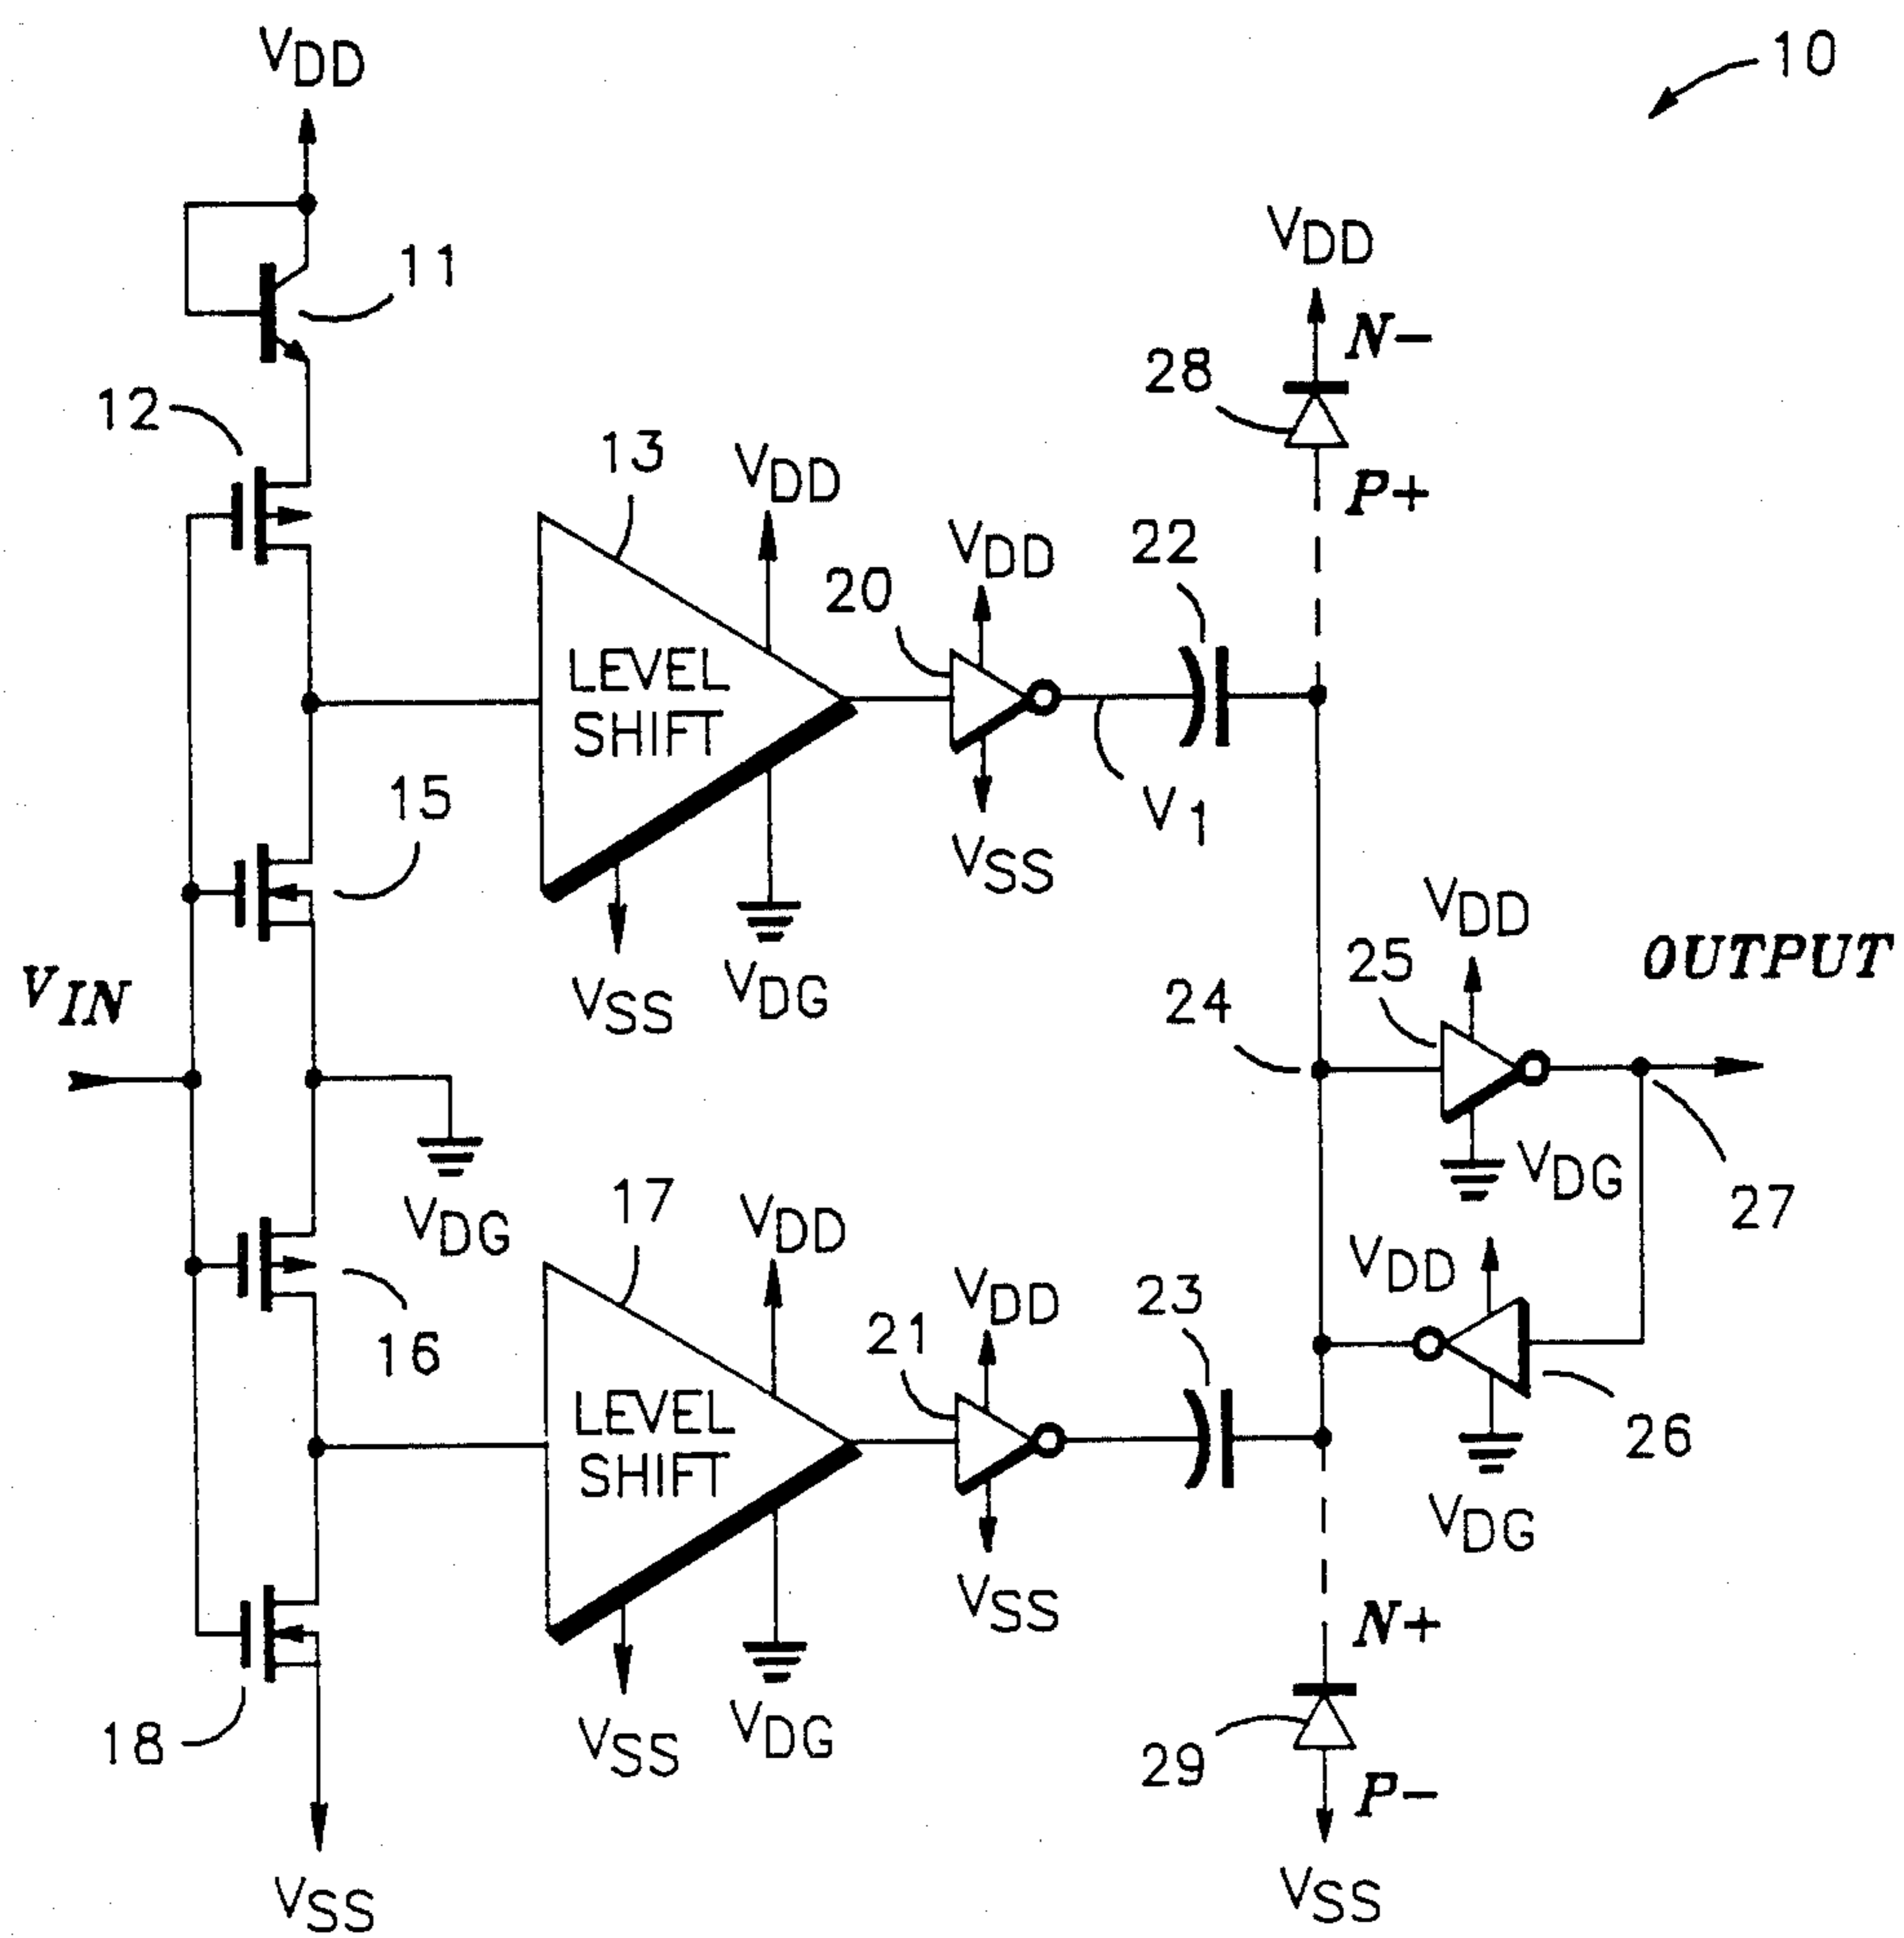 VDD
10
11
VDD
N-
28
12
P+
13
VDD
VDD
22
20
LEVEL
SHIFT
15
V1
VSS
VDD
25
OUTPUT
VIN
VSS
VDG
24
VDG
27
17
VDD
VDG
VDD
VDD
23
21
16
26
LEVEL
SHIFT
VDG
VSS
N+
18
VSS
VDG
29
P-
VSS
VSS